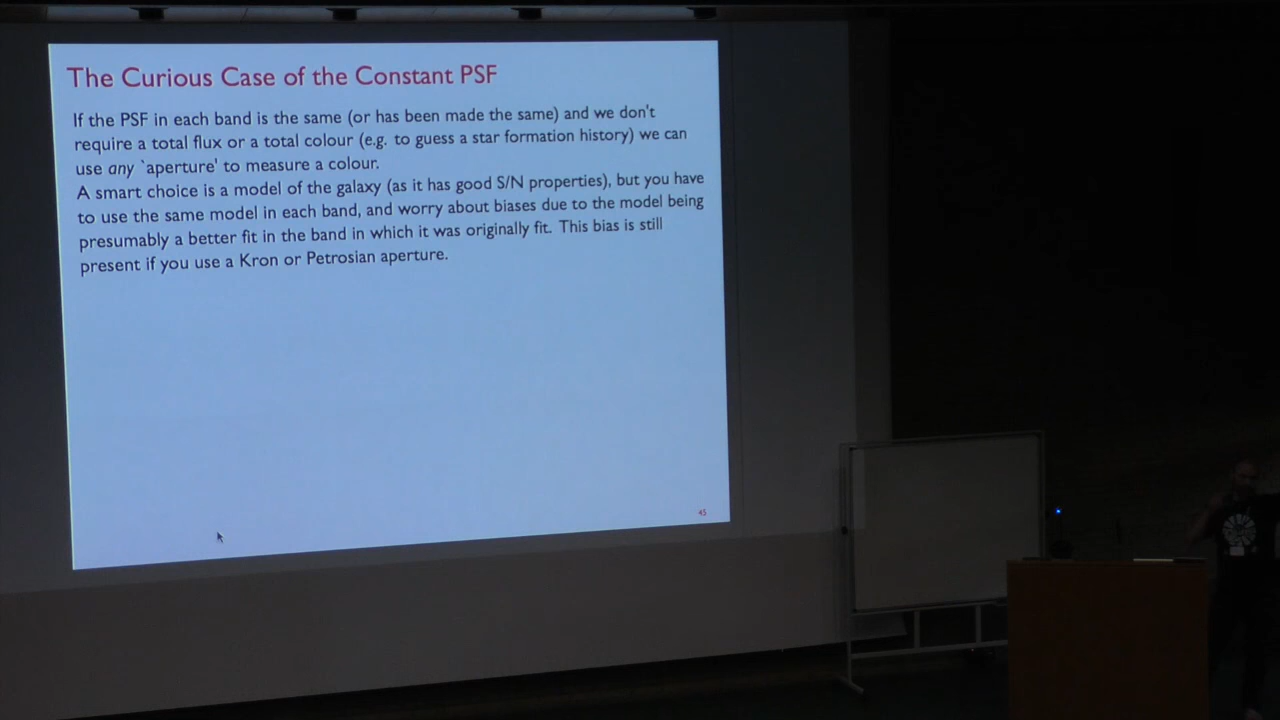 The Curious Case of the Constant PSF
If the PSF in each band is the same (or has been made the same) and we don't
require a total flux or a total colour (e.g. to guess a star formation history) we can
use any `aperture' to measure a colour.
A smart choice is a model of the galaxy (as it has good S/N properties), but you have
to use the same model in each band, and worry about biases due to the model being
presumably a better fit in the band in which it was originally fit. This bias is still
present if you use a Kron or Petrosian aperture.
45